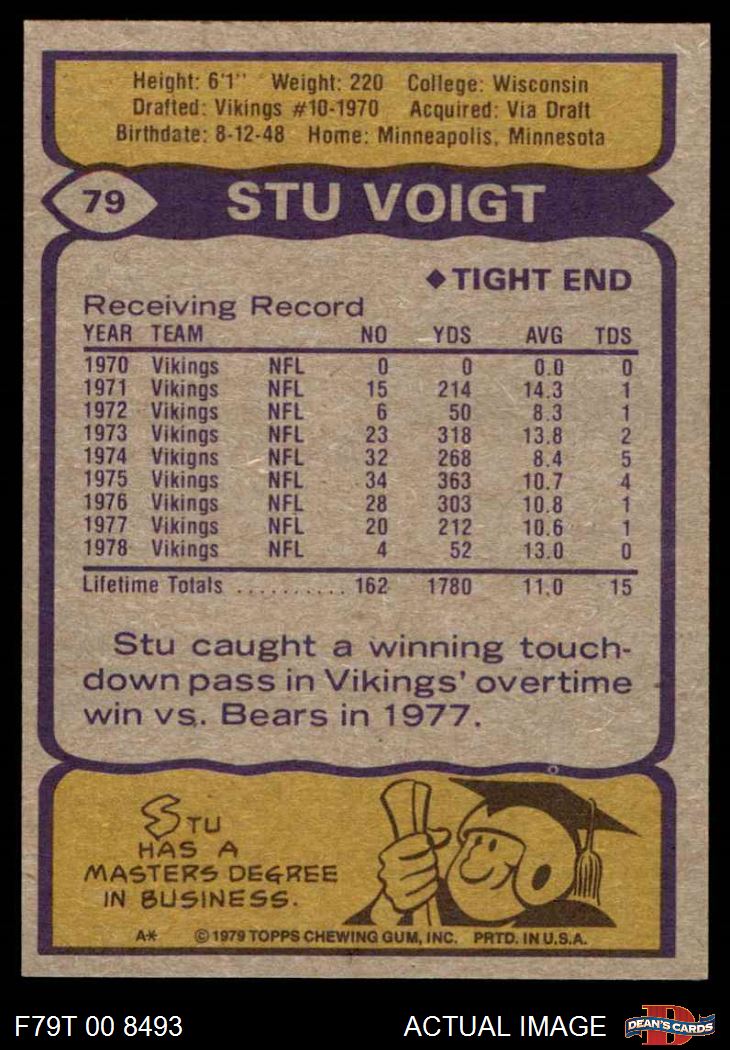 Height: 6'1" Weight: 220 College: Wisconsin
Drafted: Vikings #10-1970 Acquired: Via Draft
Birthdate: 8-12-48 Home: Minneapolis, Minnesota
79 STU VOIGT
◆TIGHT END
Receiving Record
YEAR TEAM NO YDS AVG TDS
1970 Vikings NFL 0 0 0.0 0
1971 Vikings NFL 15 214 14.3 1
1972 Vikings NFL 6 50 8.3 1
1973 Vikings NFL 23 318 13.8 2
1974 Vikigns NFL 32 268 8.4 5
1975 Vikings NFL 34 363 10.7 4
1976 Vikings NFL 28 303 10.8 1
1977 Vikings NFL 20 212 10.6 1
1978 Vikings NFL 4 52 13.0 0
Lifetime Totals .......... 162 1780 11.0 15
Stu caught a winning touch-
down pass in Vikings' overtime
win vs. Bears in 1977.
STU
HAS A
MASTERS DEGREE
IN BUSINESS.
A* © 1979 TOPPS CHEWING GUM, INC. PRTD. IN U.S.A.
F79T 00 8493 ACTUAL IMAGE D DEAN'S CARDS